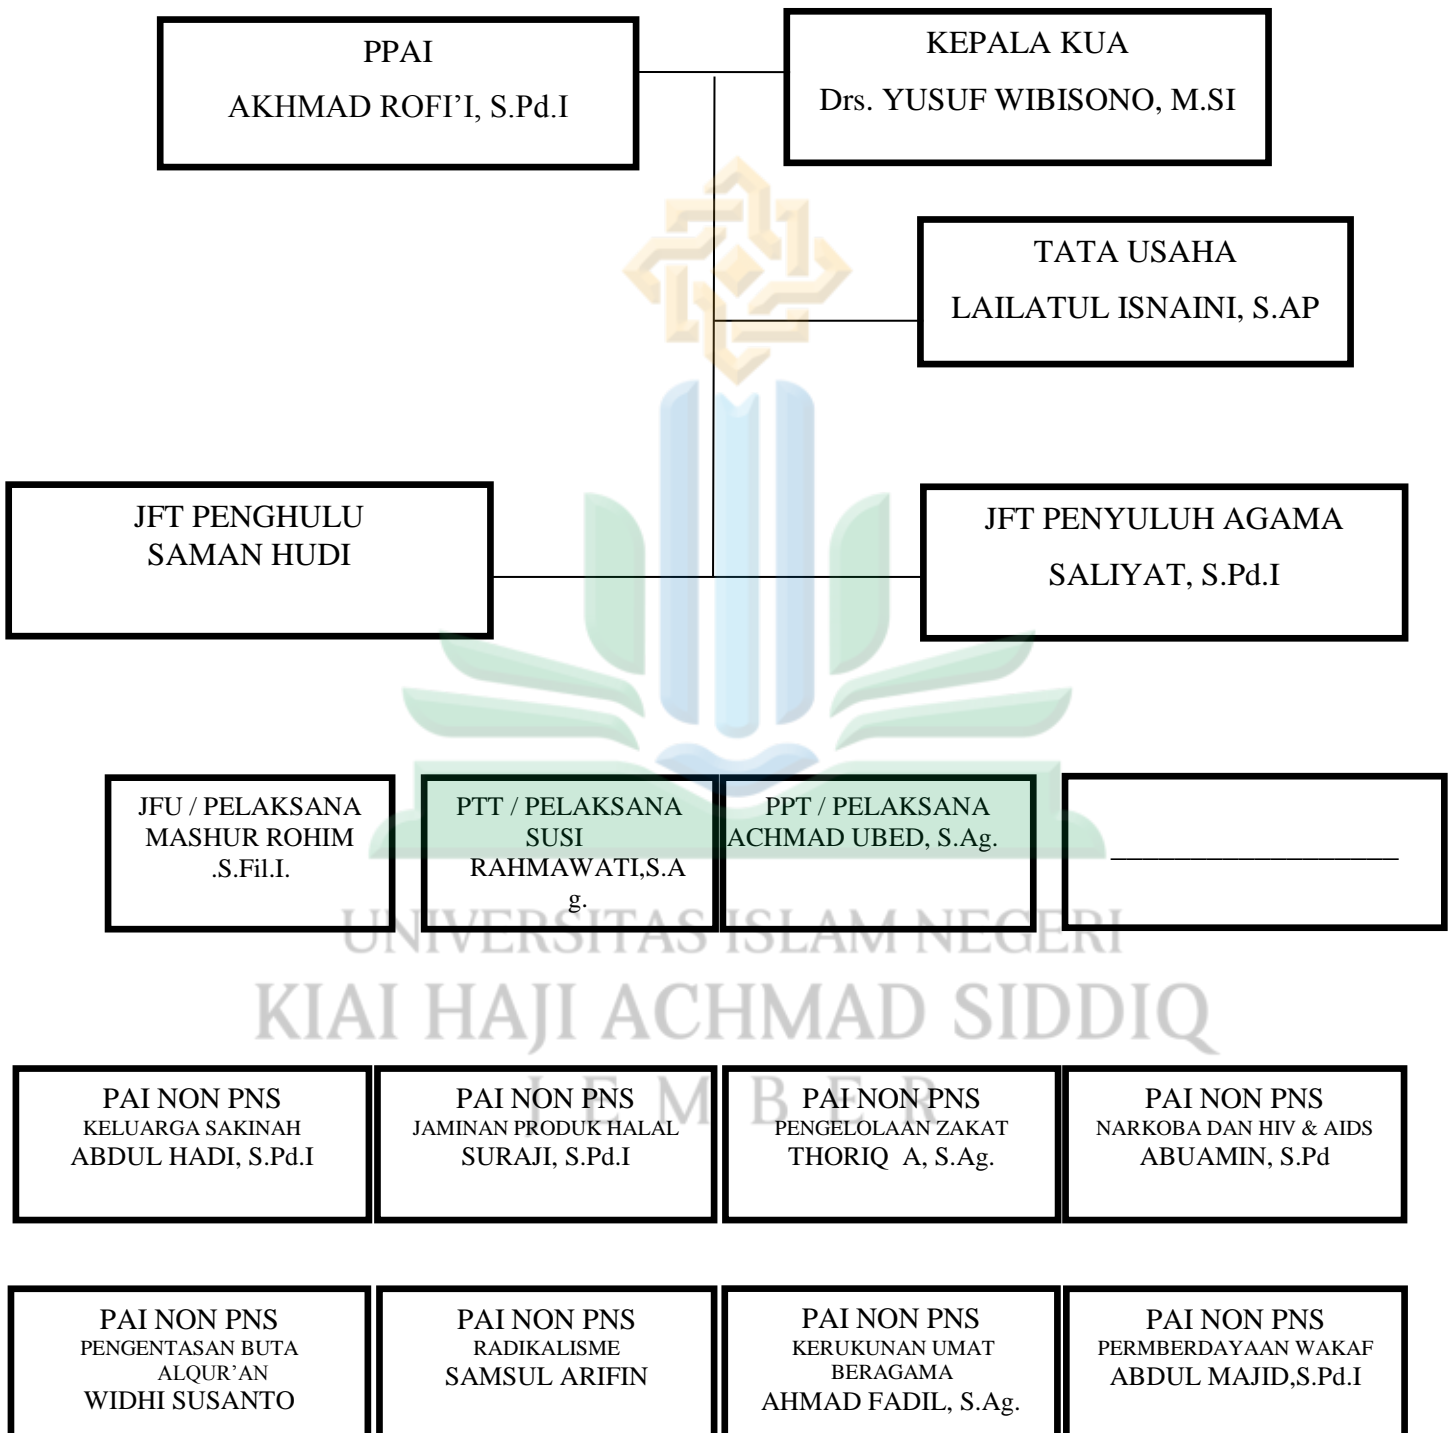 PPAI
AKHMAD ROFI’I, S.Pd.I
KEPALA KUA
Drs. YUSUF WIBISONO, M.SI
TATA USAHA
LAILATUL ISNAINI, S.AP
JFT PENGHULU
SAMAN HUDI
JFT PENYULUH AGAMA
SALIYAT, S.Pd.I
JFU / PELAKSANA
MASHUR ROHIM
.S.Fil.I.
PTT / PELAKSANA
SUSI
RAHMAWATI,S.A
g.
PPT / PELAKSANA
ACHMAD UBED, S.Ag.
UNIVERSITAS ISLAM NEGERI
KIAI HAJI ACHMAD SIDDIQ
JEMBER
PAI NON PNS
KELUARGA SAKINAH
ABDUL HADI, S.Pd.I
PAI NON PNS
JAMINAN PRODUK HALAL
SURAJI, S.Pd.I
PAI NON PNS
PENGELOLAAN ZAKAT
THORIQ A, S.Ag.
PAI NON PNS
NARKOBA DAN HIV & AIDS
ABUAMIN, S.Pd
PAI NON PNS
PENGENTASAN BUTA
ALQUR’AN
WIDHI SUSANTO
PAI NON PNS
RADIKALISME
SAMSUL ARIFIN
PAI NON PNS
KERUKUNAN UMAT
BERAGAMA
AHMAD FADIL, S.Ag.
PAI NON PNS
PERMBERDAYAAN WAKAF
ABDUL MAJID,S.Pd.I